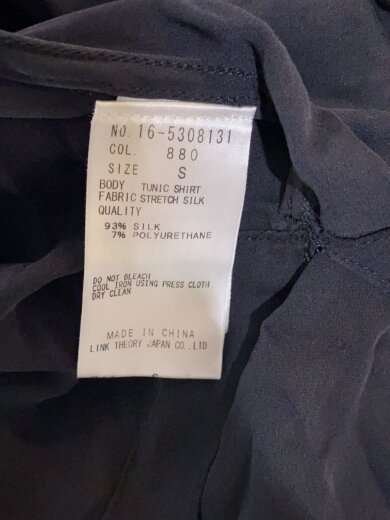 NO. 16-5308131
COL. 880
SIZE S
BODY TUNIC SHIRT
FABRIC STRETCH SILK
QUALITY
93% SILK
7% POLYURETHANE
DO NOT BLEACH
COOL IRON USING PRESS CLOTH
DRY CLEAN
MADE IN CHINA
LINK THEORY JAPAN CO.,LTD
S